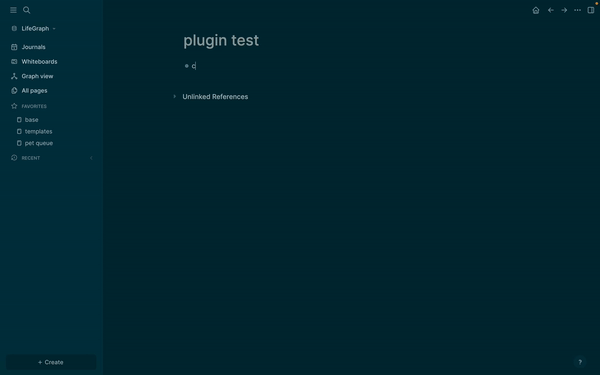 LifeGraph
Journals
Whiteboards
Graph view
All pages
FAVORITES
base
templates
pet queue
RECENT
+ Create
plugin test
c
Unlinked References
?